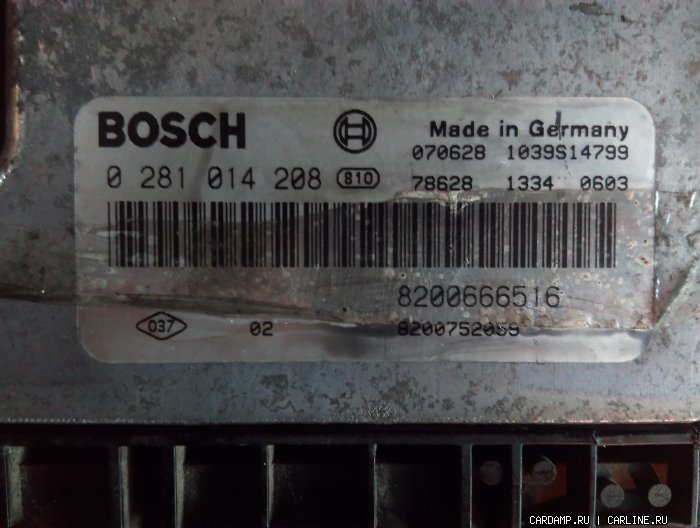 BOSCH
Made in Germany
070628 1039S14799
0 281 014 208 810
78628 1334 0603
8200666516
037 02 8200752059
CARDAMP.RU | CARLINE.RU